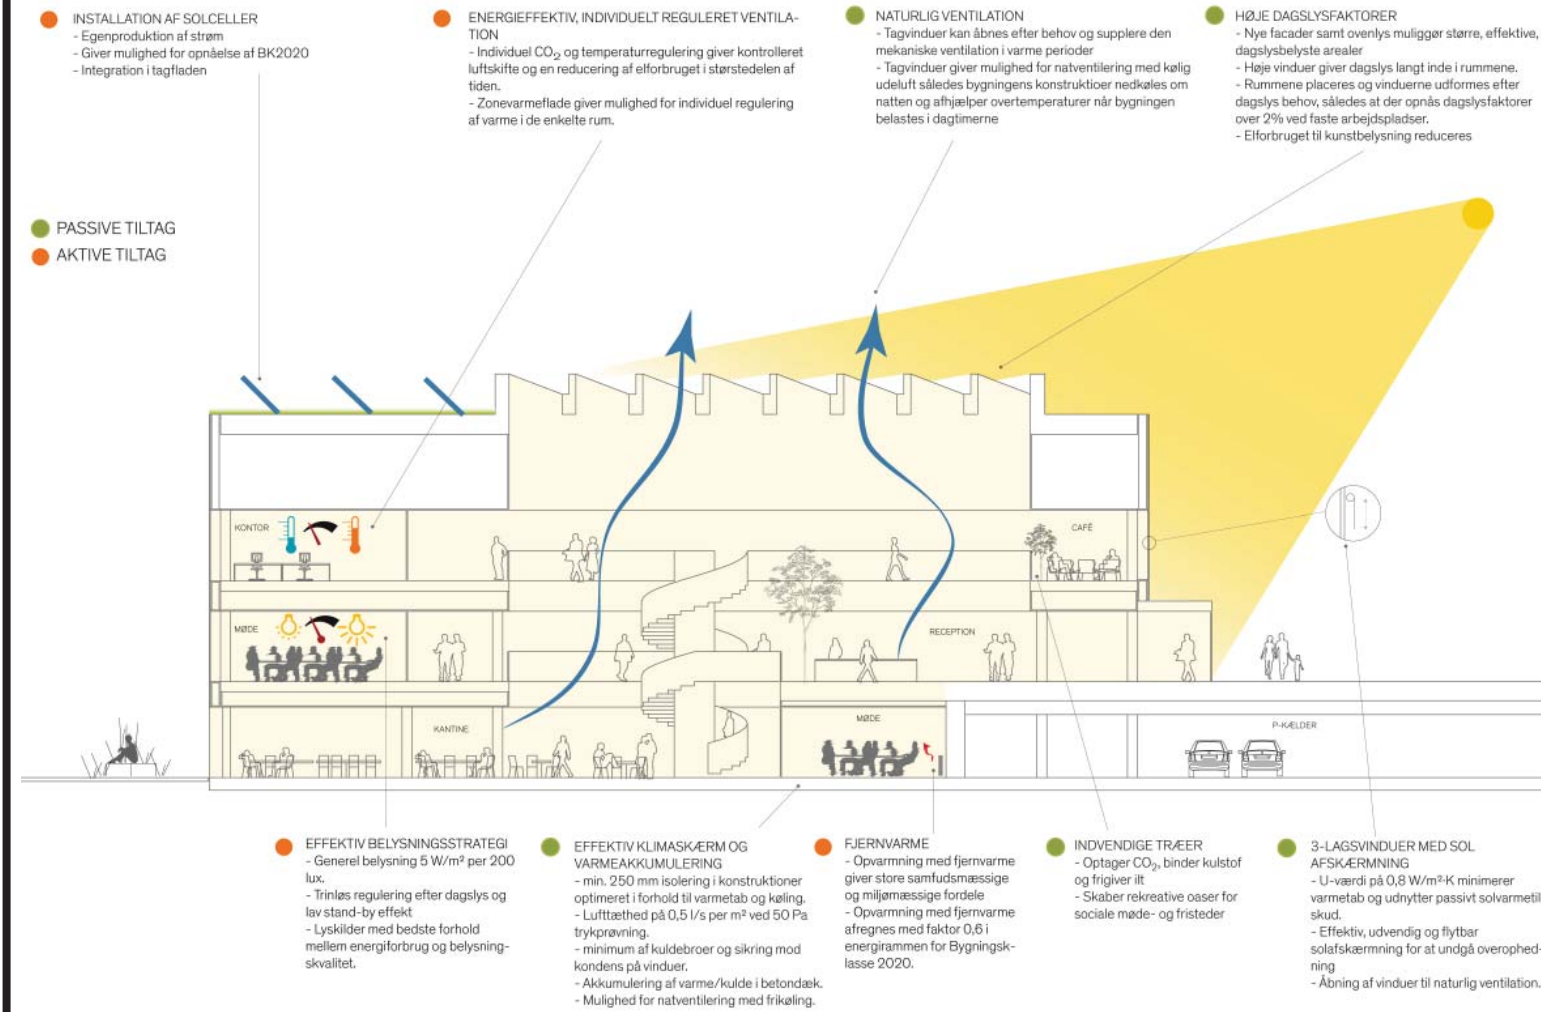 INSTALLATION AF SOLCELLER
- Egenproduktion af strøm
- Giver mulighed for opnåelse af BK2020
- Integration i tagfladen
ENERGIEFFEKTIV, INDIVIDUELT REGULERET VENTILA-
TION
- Individuel CO₂ og temperaturregulering giver kontrolleret
luftskifte og en reducering af elforbruget i størstedelen af
tiden.
- Zonevarmeflade giver mulighed for individuel regulering
af varme i de enkelte rum.
NATURLIG VENTILATION
- Tagvinduer kan åbnes efter behov og supplere den
mekaniske ventilation i varme perioder
- Tagvinduer giver mulighed for natventilering med kølig
udeluft således bygningens konstruktioer nedkøles om
natten og afhjælper overtemperaturer når bygningen
belastes i dagtimerne
HØJE DAGSLYSFAKTORER
- Nye facader samt ovenlys muliggør større, effektive,
dagslysbelyste arealer
- Høje vinduer giver dagslys langt inde i rummene.
- Rummene placeres og vinduerne udformes efter
dagslys behov, således at der opnås dagslysfaktorer
over 2% ved faste arbejdspladser.
- Elforbruget til kunstbelysning reduceres
PASSIVE TILTAG
AKTIVE TILTAG
KONTOR
CAFÉ
MØDE
RECEPTION
KANTINE
MØDE
P-KÆLDER
EFFEKTIV BELYSNINGSSTRATEGI
- Generel belysning 5 W/m² per 200
lux.
- Trinløs regulering efter dagslys og
lav stand-by effekt
- Lyskilder med bedste forhold
mellem energiforbrug og belysning-
skvalitet.
EFFEKTIV KLIMASKÆRM OG
VARMEAKKUMULERING
- min. 250 mm isolering i konstruktioner
optimeret i forhold til varmetab og køling.
- Lufttæthed på 0,5 l/s per m² ved 50 Pa
trykprøvning.
- minimum af kuldebroer og sikring mod
kondens på vinduer.
- Akkumulering af varme/kulde i betondæk.
- Mulighed for natventilering med frikøling.
FJERNVARME
- Opvarmning med fjernvarme
giver store samfudsmæssige
og miljømæssige fordele
- Opvarmning med fjernvarme
afregnes med faktor 0,6 i
energirammen for Bygningsk-
lasse 2020.
INDVENDIGE TRÆER
- Optager CO₂, binder kulstof
og frigiver ilt
- Skaber rekreative oaser for
sociale møde- og fristeder
3-LAGSVINDUER MED SOL
AFSKÆRMNING
- U-værdi på 0,8 W/m²·K minimerer
varmetab og udnytter passivt solvarmetil
skud.
- Effektiv, udvendig og flytbar
solafskærmning for at undgå overophed-
ning
- Åbning af vinduer til naturlig ventilation.